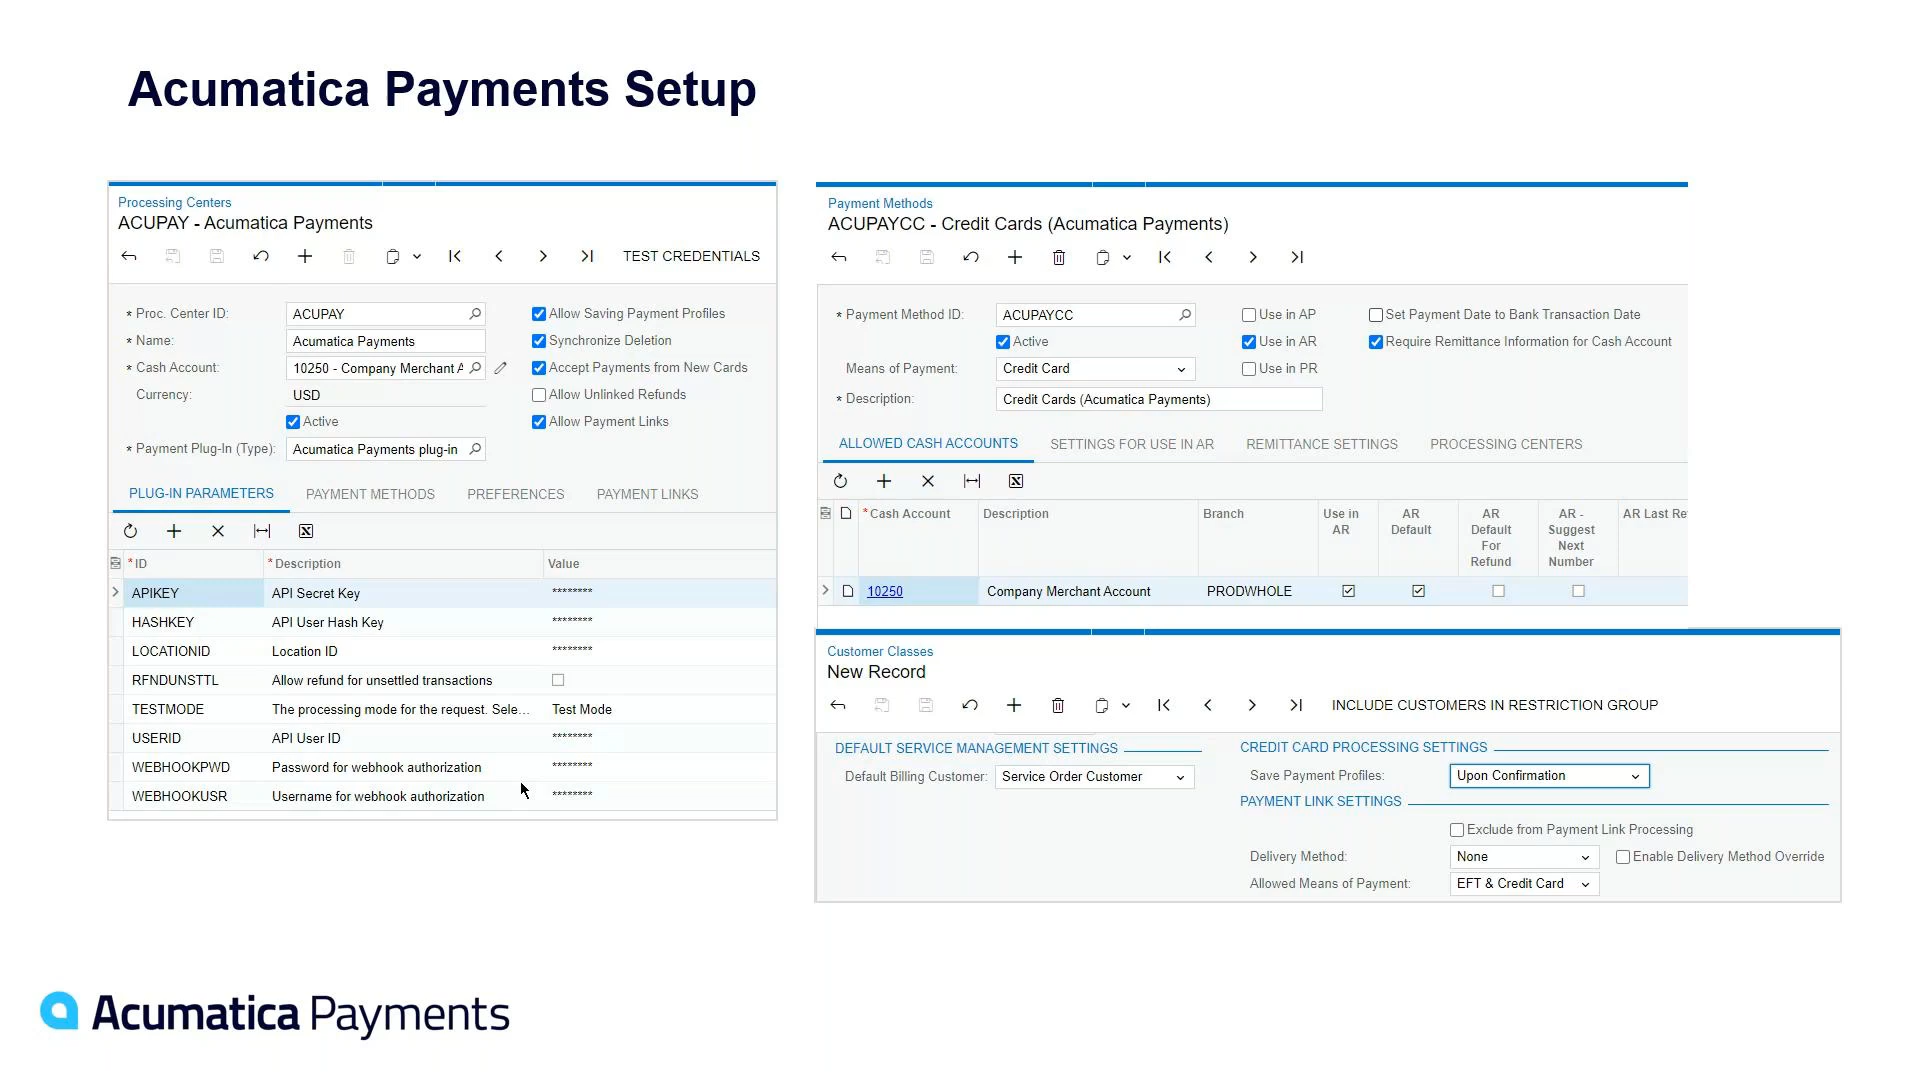 Acumatica Payments Setup
Processing Centers
ACUPAY - Acumatica Payments
TEST CREDENTIALS
* Proc. Center ID: ACUPAY
* Name: Acumatica Payments
* Cash Account: 10250 - Company Merchant A
Currency: USD
Active
* Payment Plug-In (Type): Acumatica Payments plug-in
Allow Saving Payment Profiles
Synchronize Deletion
Accept Payments from New Cards
Allow Unlinked Refunds
Allow Payment Links
PLUG-IN PARAMETERS PAYMENT METHODS PREFERENCES PAYMENT LINKS
* ID * Description Value
APIKEY API Secret Key ********
HASHKEY API User Hash Key ********
LOCATIONID Location ID ********
RFNDUNSTTL Allow refund for unsettled transactions
TESTMODE The processing mode for the request. Sele... Test Mode
USERID API User ID ********
WEBHOOKPWD Password for webhook authorization ********
WEBHOOKUSR Username for webhook authorization ********
Payment Methods
ACUPAYCC - Credit Cards (Acumatica Payments)
* Payment Method ID: ACUPAYCC
Active
Means of Payment: Credit Card
* Description: Credit Cards (Acumatica Payments)
Use in AP
Use in AR
Use in PR
Set Payment Date to Bank Transaction Date
Require Remittance Information for Cash Account
ALLOWED CASH ACCOUNTS SETTINGS FOR USE IN AR REMITTANCE SETTINGS PROCESSING CENTERS
* Cash Account Description Branch Use in AR AR Default AR Default For Refund AR - Suggest Next Number AR Last Re
10250 Company Merchant Account PRODWHOLE
Customer Classes
New Record
INCLUDE CUSTOMERS IN RESTRICTION GROUP
DEFAULT SERVICE MANAGEMENT SETTINGS
Default Billing Customer: Service Order Customer
CREDIT CARD PROCESSING SETTINGS
Save Payment Profiles: Upon Confirmation
PAYMENT LINK SETTINGS
Exclude from Payment Link Processing
Delivery Method: None Enable Delivery Method Override
Allowed Means of Payment: EFT & Credit Card
Acumatica Payments